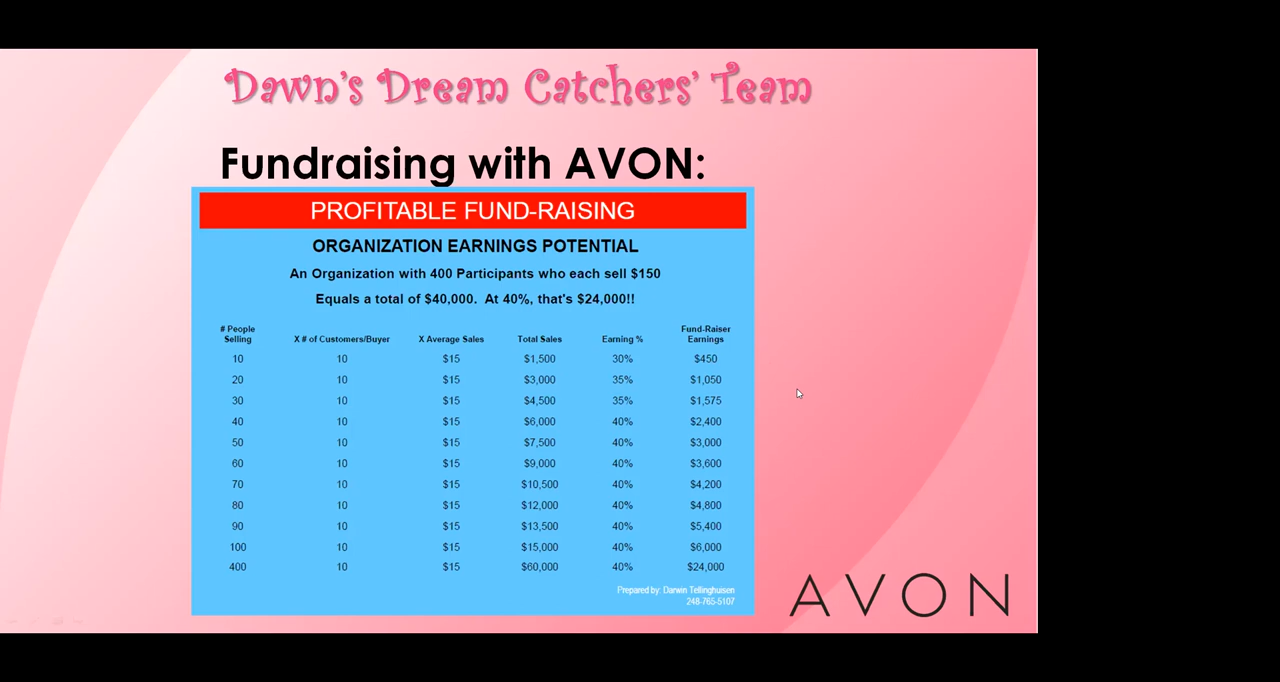 Dawn's Dream Catchers' Team
Fundraising with AVON:
PROFITABLE FUND-RAISING
ORGANIZATION EARNINGS POTENTIAL
An Organization with 400 Participants who each sell $150
Equals a total of $40,000. At 40%, that's $24,000!!
# People Selling X # of Customers/Buyer X Average Sales Total Sales Earning % Fund-Raiser Earnings
10 10 $15 $1,500 30% $450
20 10 $15 $3,000 35% $1,050
30 10 $15 $4,500 35% $1,575
40 10 $15 $6,000 40% $2,400
50 10 $15 $7,500 40% $3,000
60 10 $15 $9,000 40% $3,600
70 10 $15 $10,500 40% $4,200
80 10 $15 $12,000 40% $4,800
90 10 $15 $13,500 40% $5,400
100 10 $15 $15,000 40% $6,000
400 10 $15 $60,000 40% $24,000
Prepared by: Darwin Tellinghuisen
248-765-5107
AVON